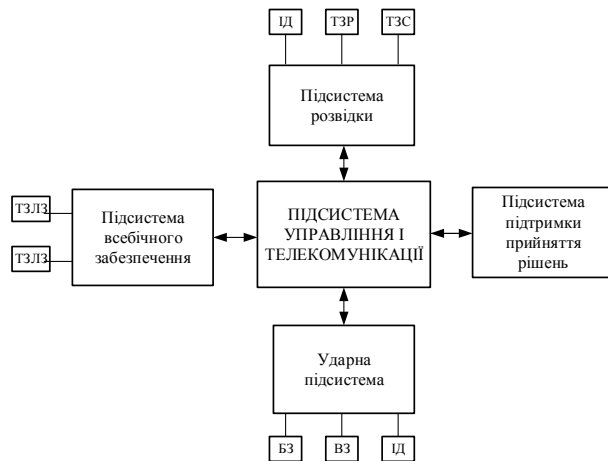 ІД ТЗР ТЗС
Підсистема
розвідки
ТЗЛЗ
ТЗЛЗ
Підсистема
всебічного
забезпечення
ПІДСИСТЕМА
УПРАВЛІННЯ І
ТЕЛЕКОМУНІКАЦІЇ
Підсистема
підтримки
прийняття
рішень
Ударна
підсистема
БЗ ВЗ ІД